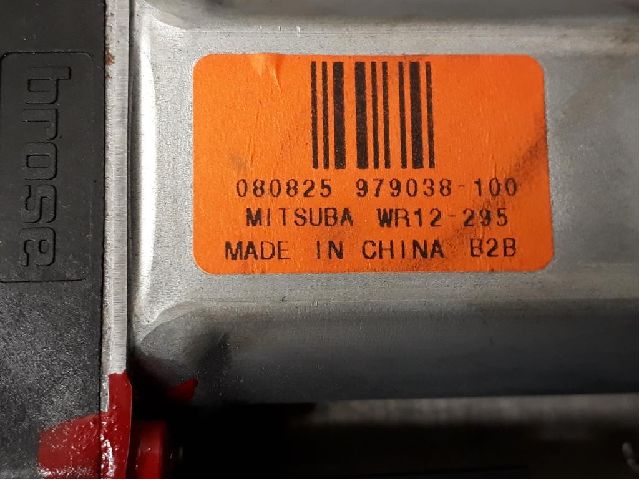 brose
080825 979038-100
MITSUBA WR12-295
MADE IN CHINA B2B